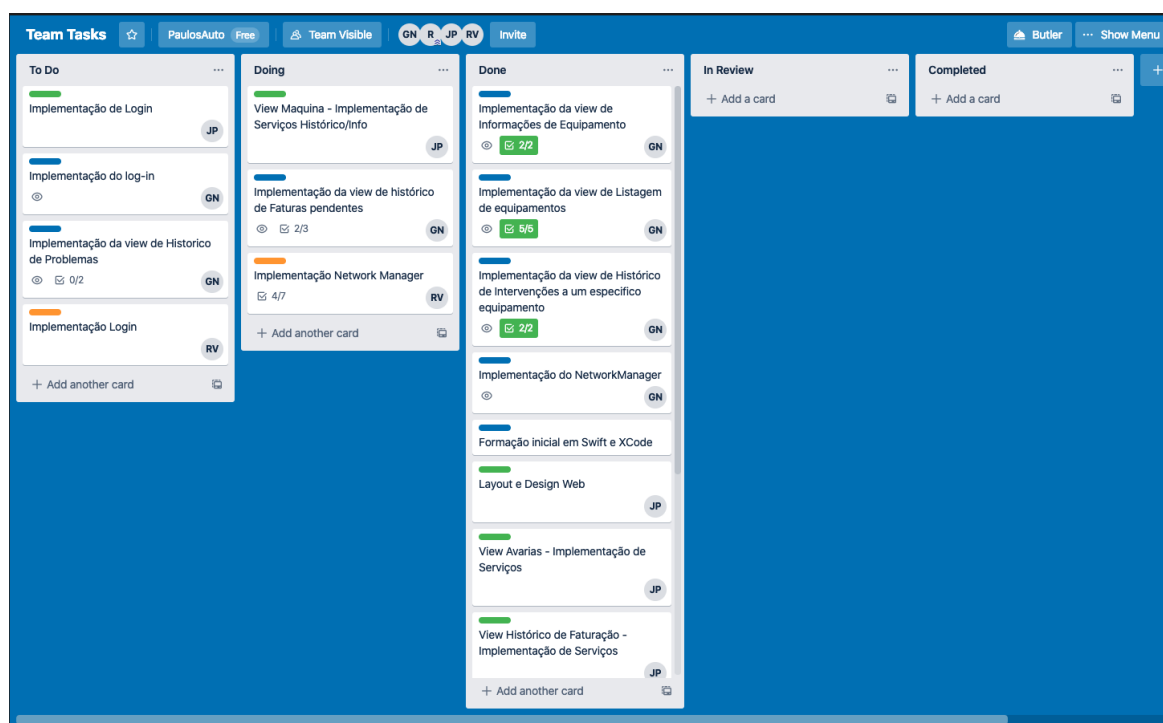 Team Tasks
PaulosAuto Free
Team Visible
GN R JP RV
Invite
Butler
··· Show Menu
To Do ···
Implementação de Login
JP
Implementação do log-in
GN
Implementação da view de Historico
de Problemas
0/2
GN
Implementação Login
RV
+ Add another card
Doing ···
View Maquina - Implementação de
Serviços Histórico/Info
JP
Implementação da view de histórico
de Faturas pendentes
2/3
GN
Implementação Network Manager
4/7
RV
+ Add another card
Done ···
Implementação da view de
Informações de Equipamento
2/2
GN
Implementação da view de Listagem
de equipamentos
5/5
GN
Implementação da view de Histórico
de Intervenções a um especifico
equipamento
2/2
GN
Implementação do NetworkManager
GN
Formação inicial em Swift e XCode
Layout e Design Web
JP
View Avarias - Implementação de
Serviços
JP
View Histórico de Faturação -
Implementação de Serviços
JP
+ Add another card
In Review ···
+ Add a card
Completed ···
+ Add a card
+